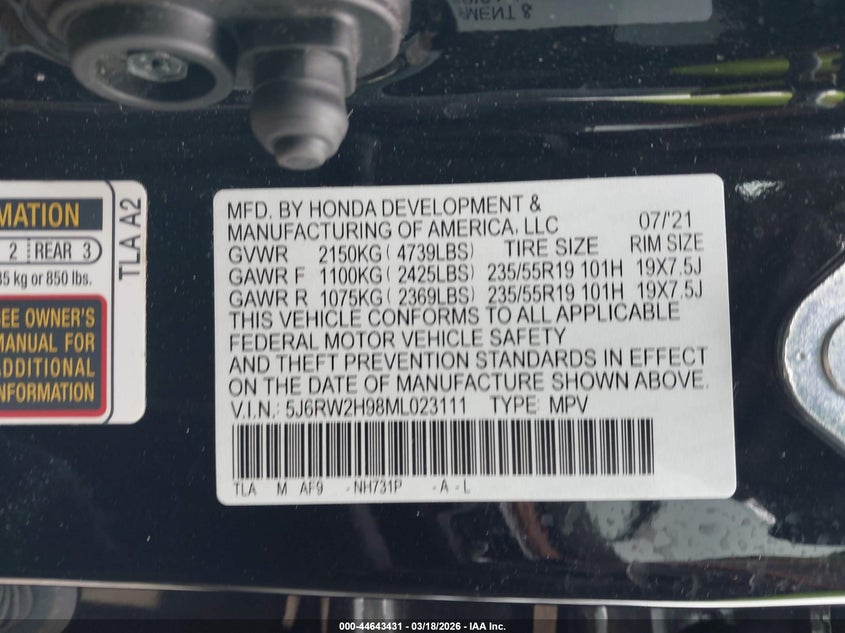 MENT &
MATION
2 REAR 3
35 kg or 850 lbs.
SEE OWNER'S
MANUAL FOR
ADDITIONAL
INFORMATION
TLA A2
MFD. BY HONDA DEVELOPMENT &
MANUFACTURING OF AMERICA, LLC 07/'21
GVWR 2150KG ( 4739LBS) TIRE SIZE RIM SIZE
GAWR F 1100KG ( 2425LBS) 235/55R19 101H 19X7.5J
GAWR R 1075KG ( 2369LBS) 235/55R19 101H 19X7.5J
THIS VEHICLE CONFORMS TO ALL APPLICABLE
FEDERAL MOTOR VEHICLE SAFETY
AND THEFT PREVENTION STANDARDS IN EFFECT
ON THE DATE OF MANUFACTURE SHOWN ABOVE.
V.I.N.: 5J6RW2H98ML023111 TYPE: MPV
TLA M AF9 -NH731P -A-L
000-44643431 - 03/18/2026 - IAA Inc.